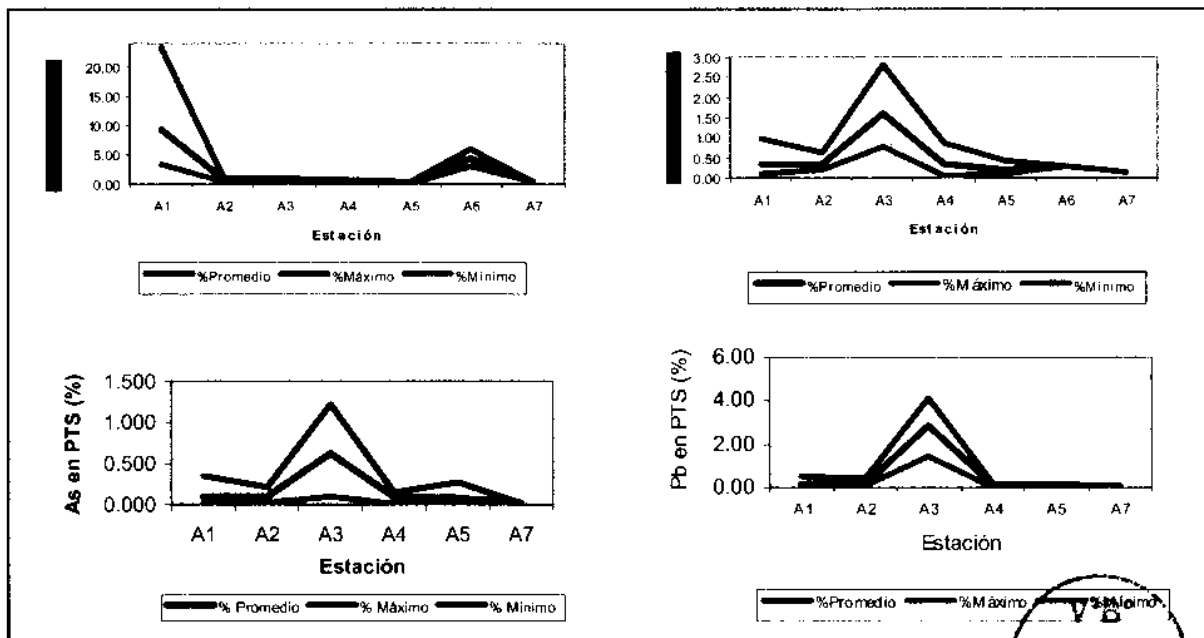 20.00
15.00
10.00
5.00
0.00
A1 A2 A3 A4 A5 A6 A7
Estación
%Promedio %Máximo %Mínimo
3.00
2.50
2.00
1.50
1.00
0.50
0.00
A1 A2 A3 A4 A5 A6 A7
Estación
%Promedio %Máximo %Mínimo
As en PTS (%)
1.500
1.000
0.500
0.000
A1 A2 A3 A4 A5 A7
Estación
% Promedio % Máximo % Mínimo
Pb en PTS (%)
6.00
4.00
2.00
0.00
A1 A2 A3 A4 A5 A7
Estación
%Promedio %Máximo %Mínimo
V°B°